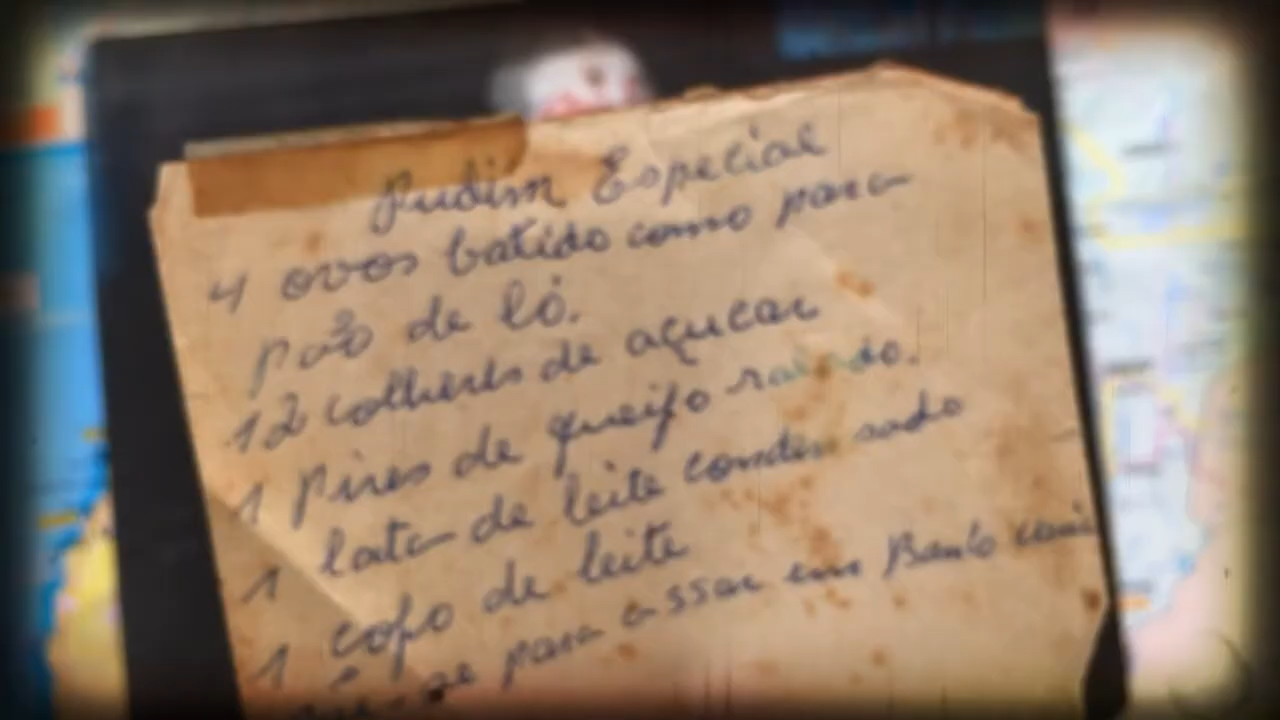 Pudim Especial
4 ovos batido como para
pão de ló.
12 colheres de açucar
1 pires de queijo ralado.
1 lata de leite condensado
1 copo de leite
para assar em Banho